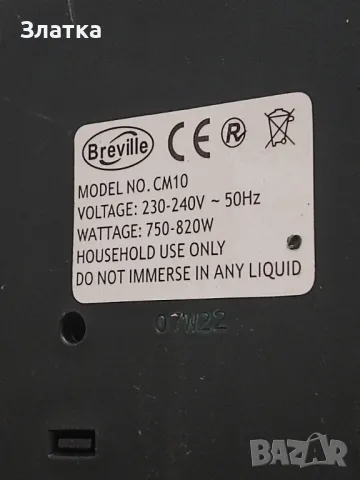 Златка
Breville CE R
MODEL NO. CM10
VOLTAGE: 230-240V ~ 50Hz
WATTAGE: 750-820W
HOUSEHOLD USE ONLY
DO NOT IMMERSE IN ANY LIQUID
07W22
BAZAR